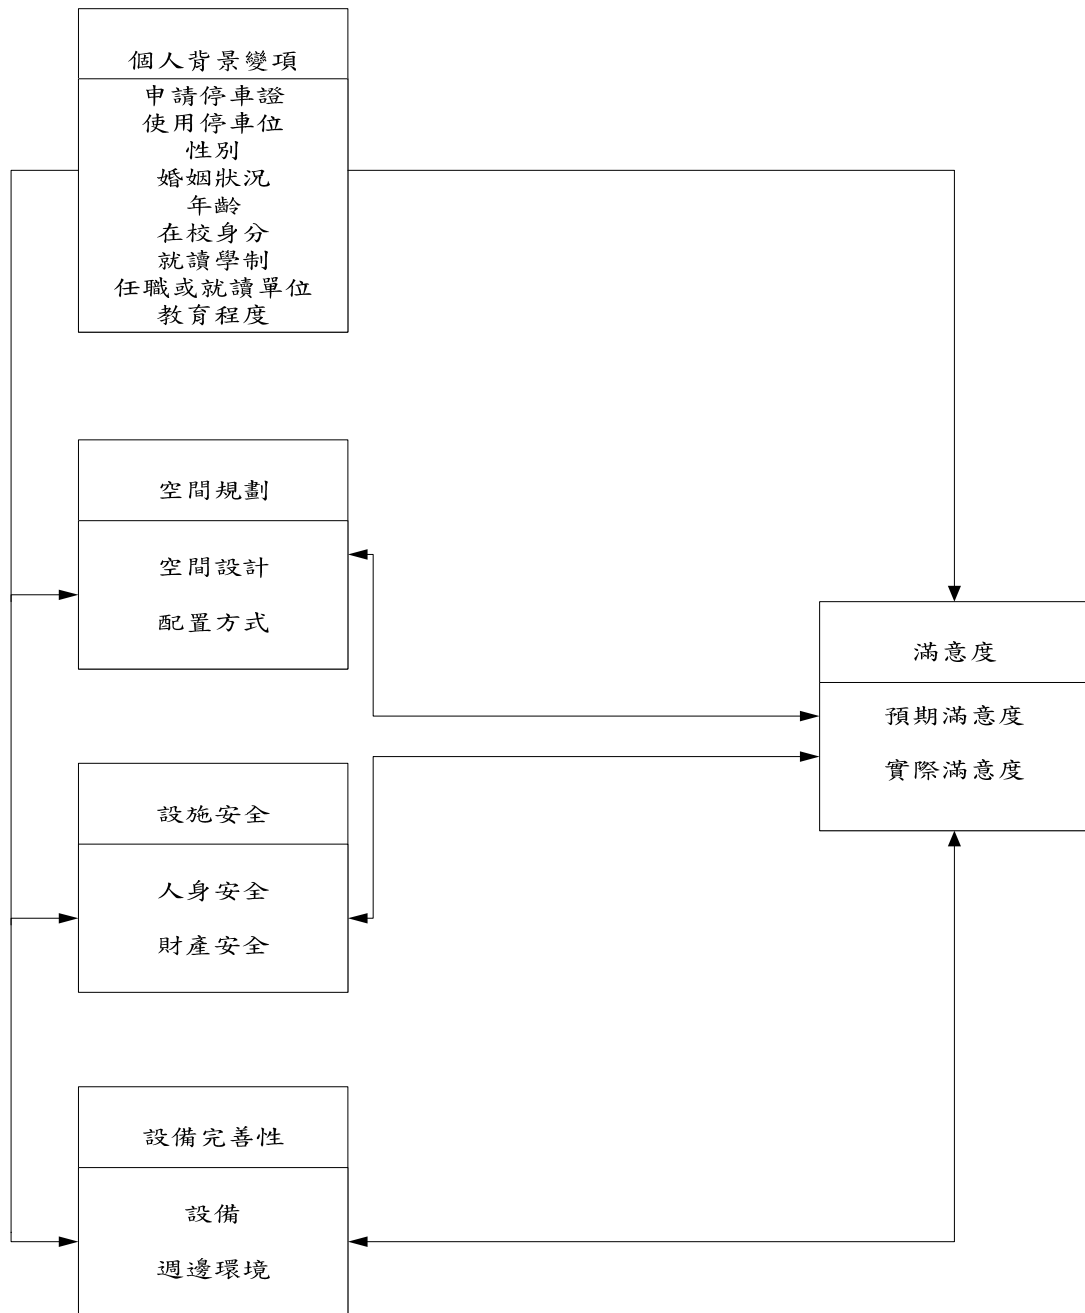 個人背景變項
申請停車證
使用停車位
性別
婚姻狀況
年齡
在校身分
就讀學制
任職或就讀單位
教育程度
空間規劃
空間設計
配置方式
滿意度
預期滿意度
實際滿意度
設施安全
人身安全
財產安全
設備完善性
設備
週邊環境